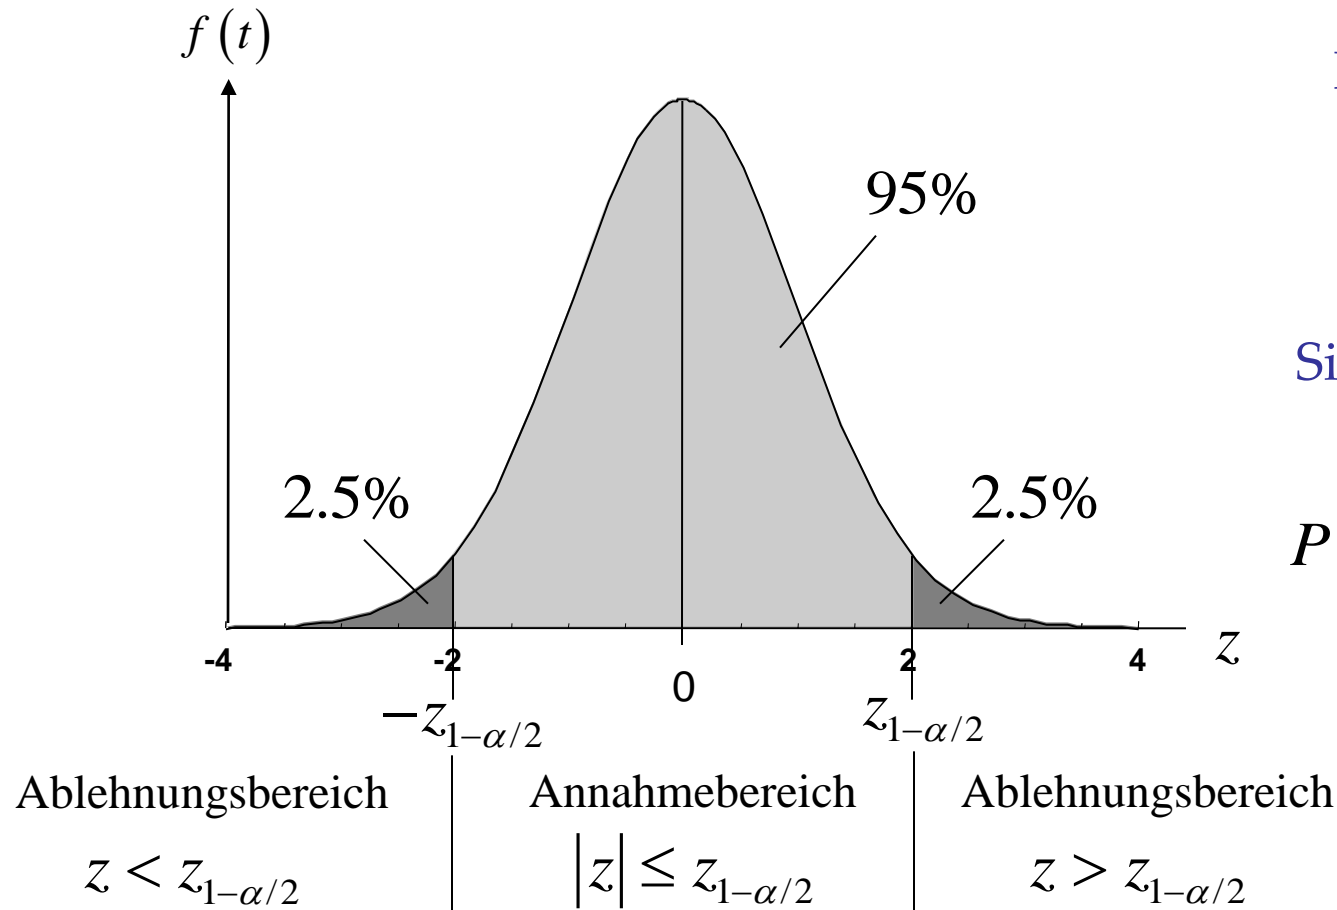 f(t)
95%
Si
2.5%
2.5%
P
-4
-2
0
2
4
z
−z₁₋α/₂
z₁₋α/₂
Ablehnungsbereich
Annahmebereich
Ablehnungsbereich
z < z₁₋α/₂
|z| ≤ z₁₋α/₂
z > z₁₋α/₂